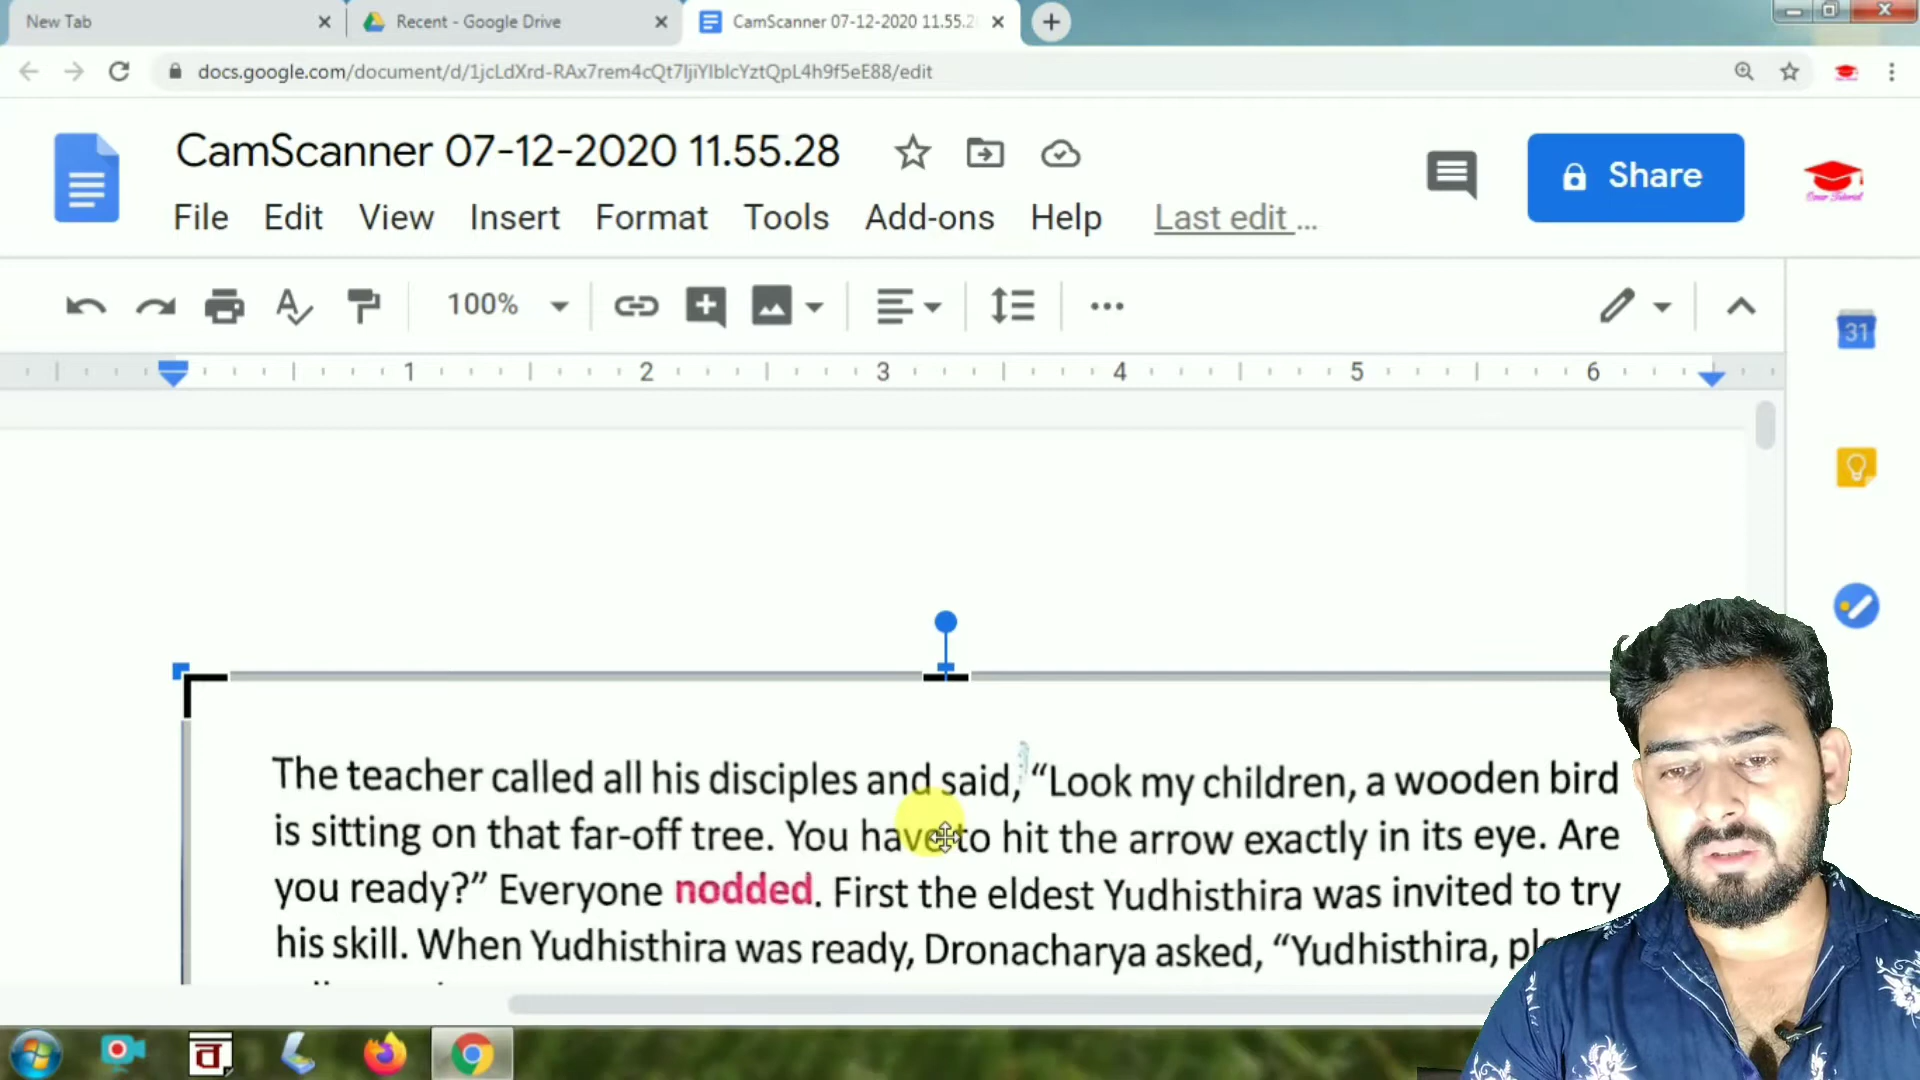 New Tab
Recent - Google Drive
CamScanner 07-12-2020 11.55.2
docs.google.com/document/d/1jcLdXrd-RAx7rem4cQt7ljiYlblcYztQpL4h9f5eE88/edit
CamScanner 07-12-2020 11.55.28
Share
File Edit View Insert Format Tools Add-ons Help Last edit ...
100%
1 2 3 4 5 6
31
The teacher called all his disciples and said, “Look my children, a wooden bird
is sitting on that far-off tree. You have to hit the arrow exactly in its eye. Are
you ready?” Everyone nodded. First the eldest Yudhisthira was invited to try
his skill. When Yudhisthira was ready, Dronacharya asked, “Yudhisthira,